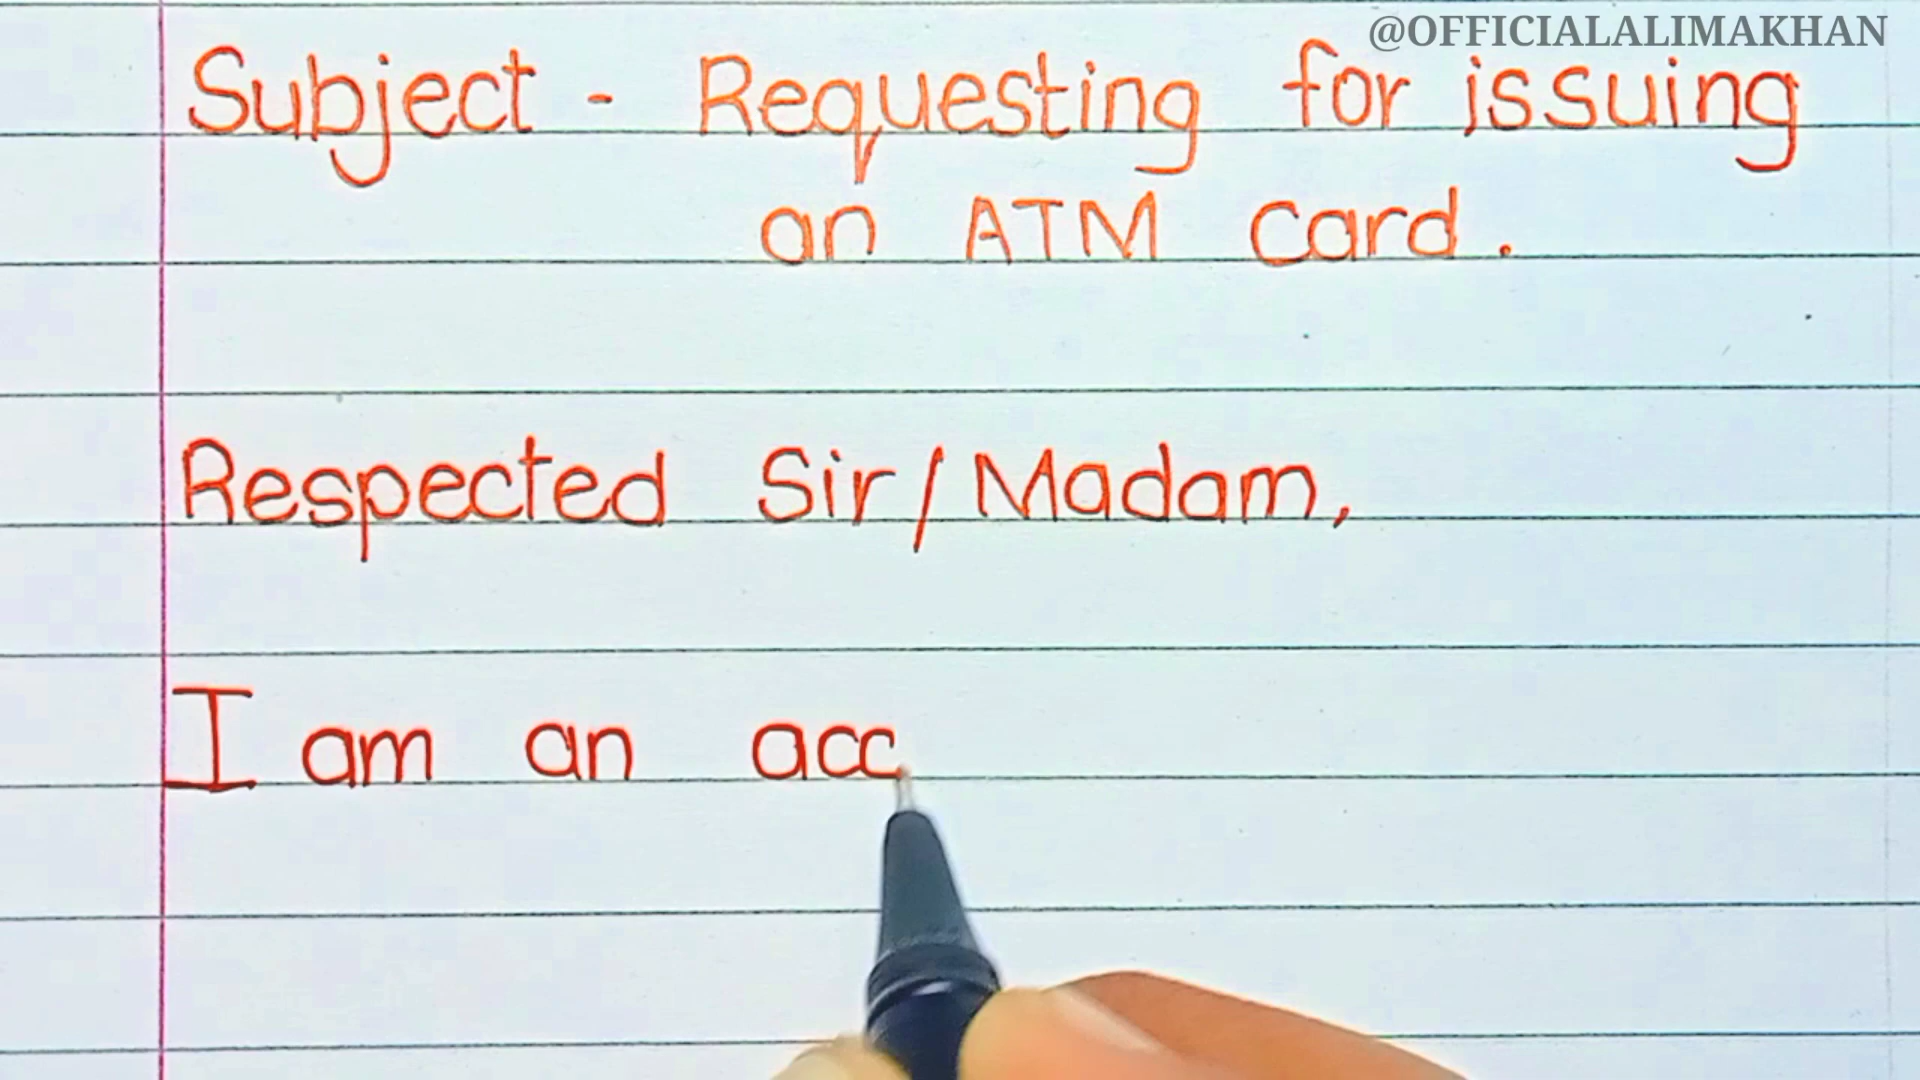 @OFFICIALALIMAKHAN
Subject - Requesting for issuing
an ATM Card.
Respected Sir/Madam,
I am an acc